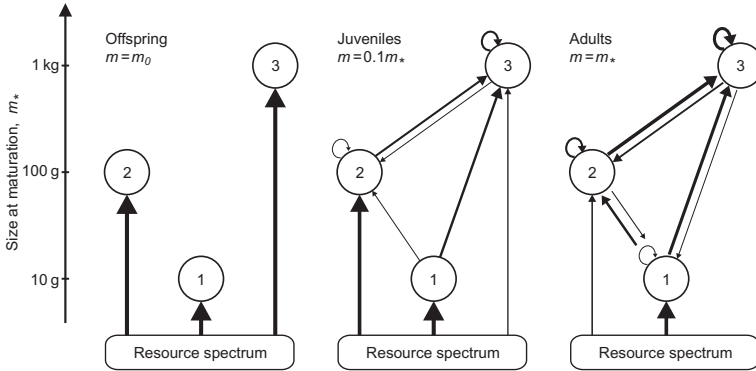 Size at maturation, m*
1 kg
100 g
10 g
Offspring
m = m0
3
2
1
Resource spectrum
Juveniles
m = 0.1m*
3
2
1
Resource spectrum
Adults
m = m*
3
2
1
Resource spectrum